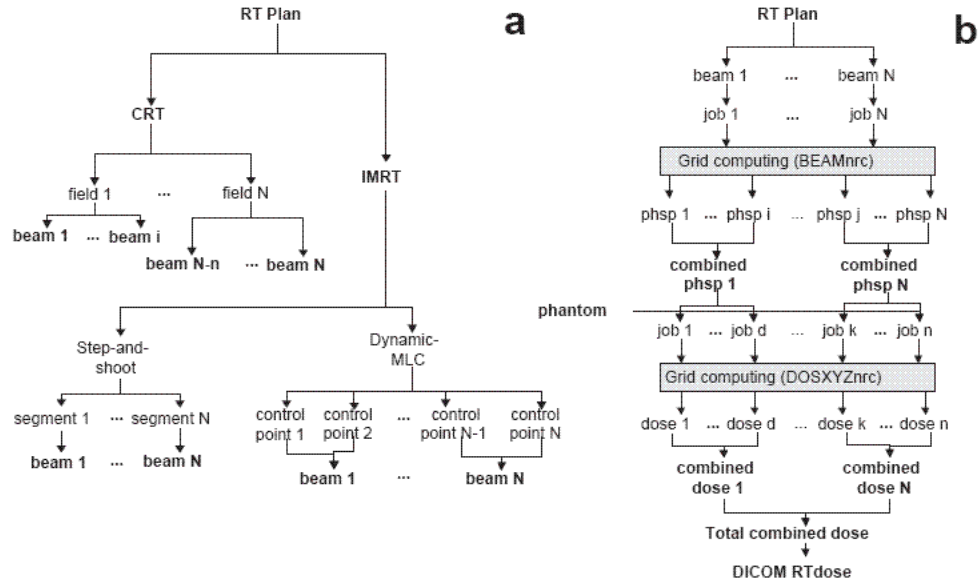 RT Plan
a
CRT
IMRT
field 1 ... field N
beam 1 ... beam i
beam N-n ... beam N
Step-and-
shoot
Dynamic-
MLC
segment 1 ... segment N
beam 1 ... beam N
control
point 1
control
point 2
...
control
point N-1
control
point N
beam 1 ... beam N
b
RT Plan
beam 1 ... beam N
job 1 ... job N
Grid computing (BEAMnrc)
phsp 1 ... phsp i ... phsp j ... phsp N
combined
phsp 1
combined
phsp N
phantom
job 1 ... job d ... job k ... job n
Grid computing (DOSXYZnrc)
dose 1 ... dose d ... dose k ... dose n
combined
dose 1
combined
dose N
Total combined dose
DICOM RTdose